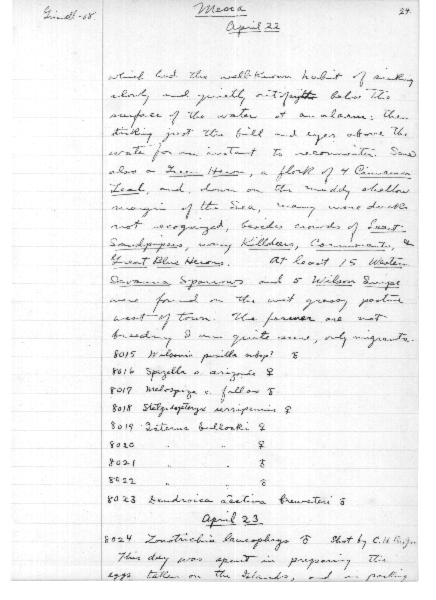 Grinnell-'08.
Mecca
24.
April 22
which had the well-known habit of sinking
slowly and quietly out of sight below the
surface of the water at an alarm; then
sticking just the bill and eyes above the
water for an instant to reconnoiter. Saw
also a Green Heron, a flock of 4 Cinnamon
Teal, and, down on the muddy shallow
margin of the Sea, many more ducks
not recognized, besides crowds of Least
Sandpipers, many Killdeers, Cormorants, &
Great Blue Herons. At least 15 Western
Savanna Sparrows and 5 Wilson Snipe
were found on the wet grassy pasture
west of town. The former are not
breeding I am quite sure, only migrants.
8015 Wilsonia pusilla subsp? ♂
8016 Spizella s. arizonae ♀
8017 Melospiza c. fallax ♂
8018 Stelgidopteryx serripennis ♀
8019 Icterus bullocki ♀
8020 " " ♀
8021 " " ♂
8022 " " ♂
8023 Dendroica aestiva brewsteri ♂
April 23
8024 Zonotrichia leucophrys ♂ Shot by C. H.
This day was spent in preparing the
eggs taken on the Islands, and in packing